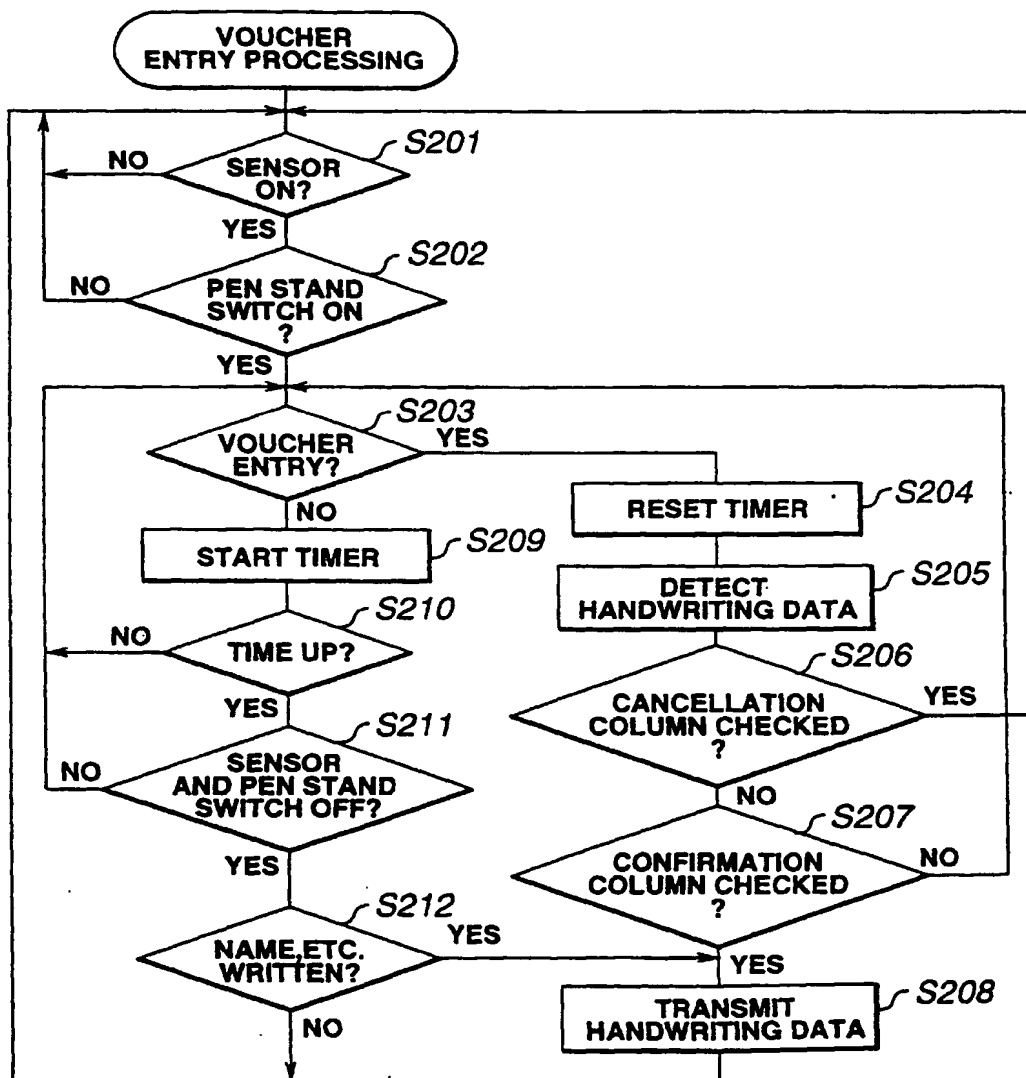 VOUCHER
ENTRY PROCESSING
S201
NO
SENSOR
ON?
YES
S202
NO
PEN STAND
SWITCH ON
?
YES
S203
VOUCHER
ENTRY?
YES
NO
S204
RESET TIMER
S209
START TIMER
S205
DETECT
HANDWRITING DATA
S210
NO
TIME UP?
YES
S206
CANCELLATION
COLUMN CHECKED
?
YES
NO
S211
SENSOR
AND PEN STAND
SWITCH OFF?
NO
YES
S207
CONFIRMATION
COLUMN CHECKED
?
NO
YES
S212
NAME,ETC.
WRITTEN?
YES
NO
S208
TRANSMIT
HANDWRITING DATA